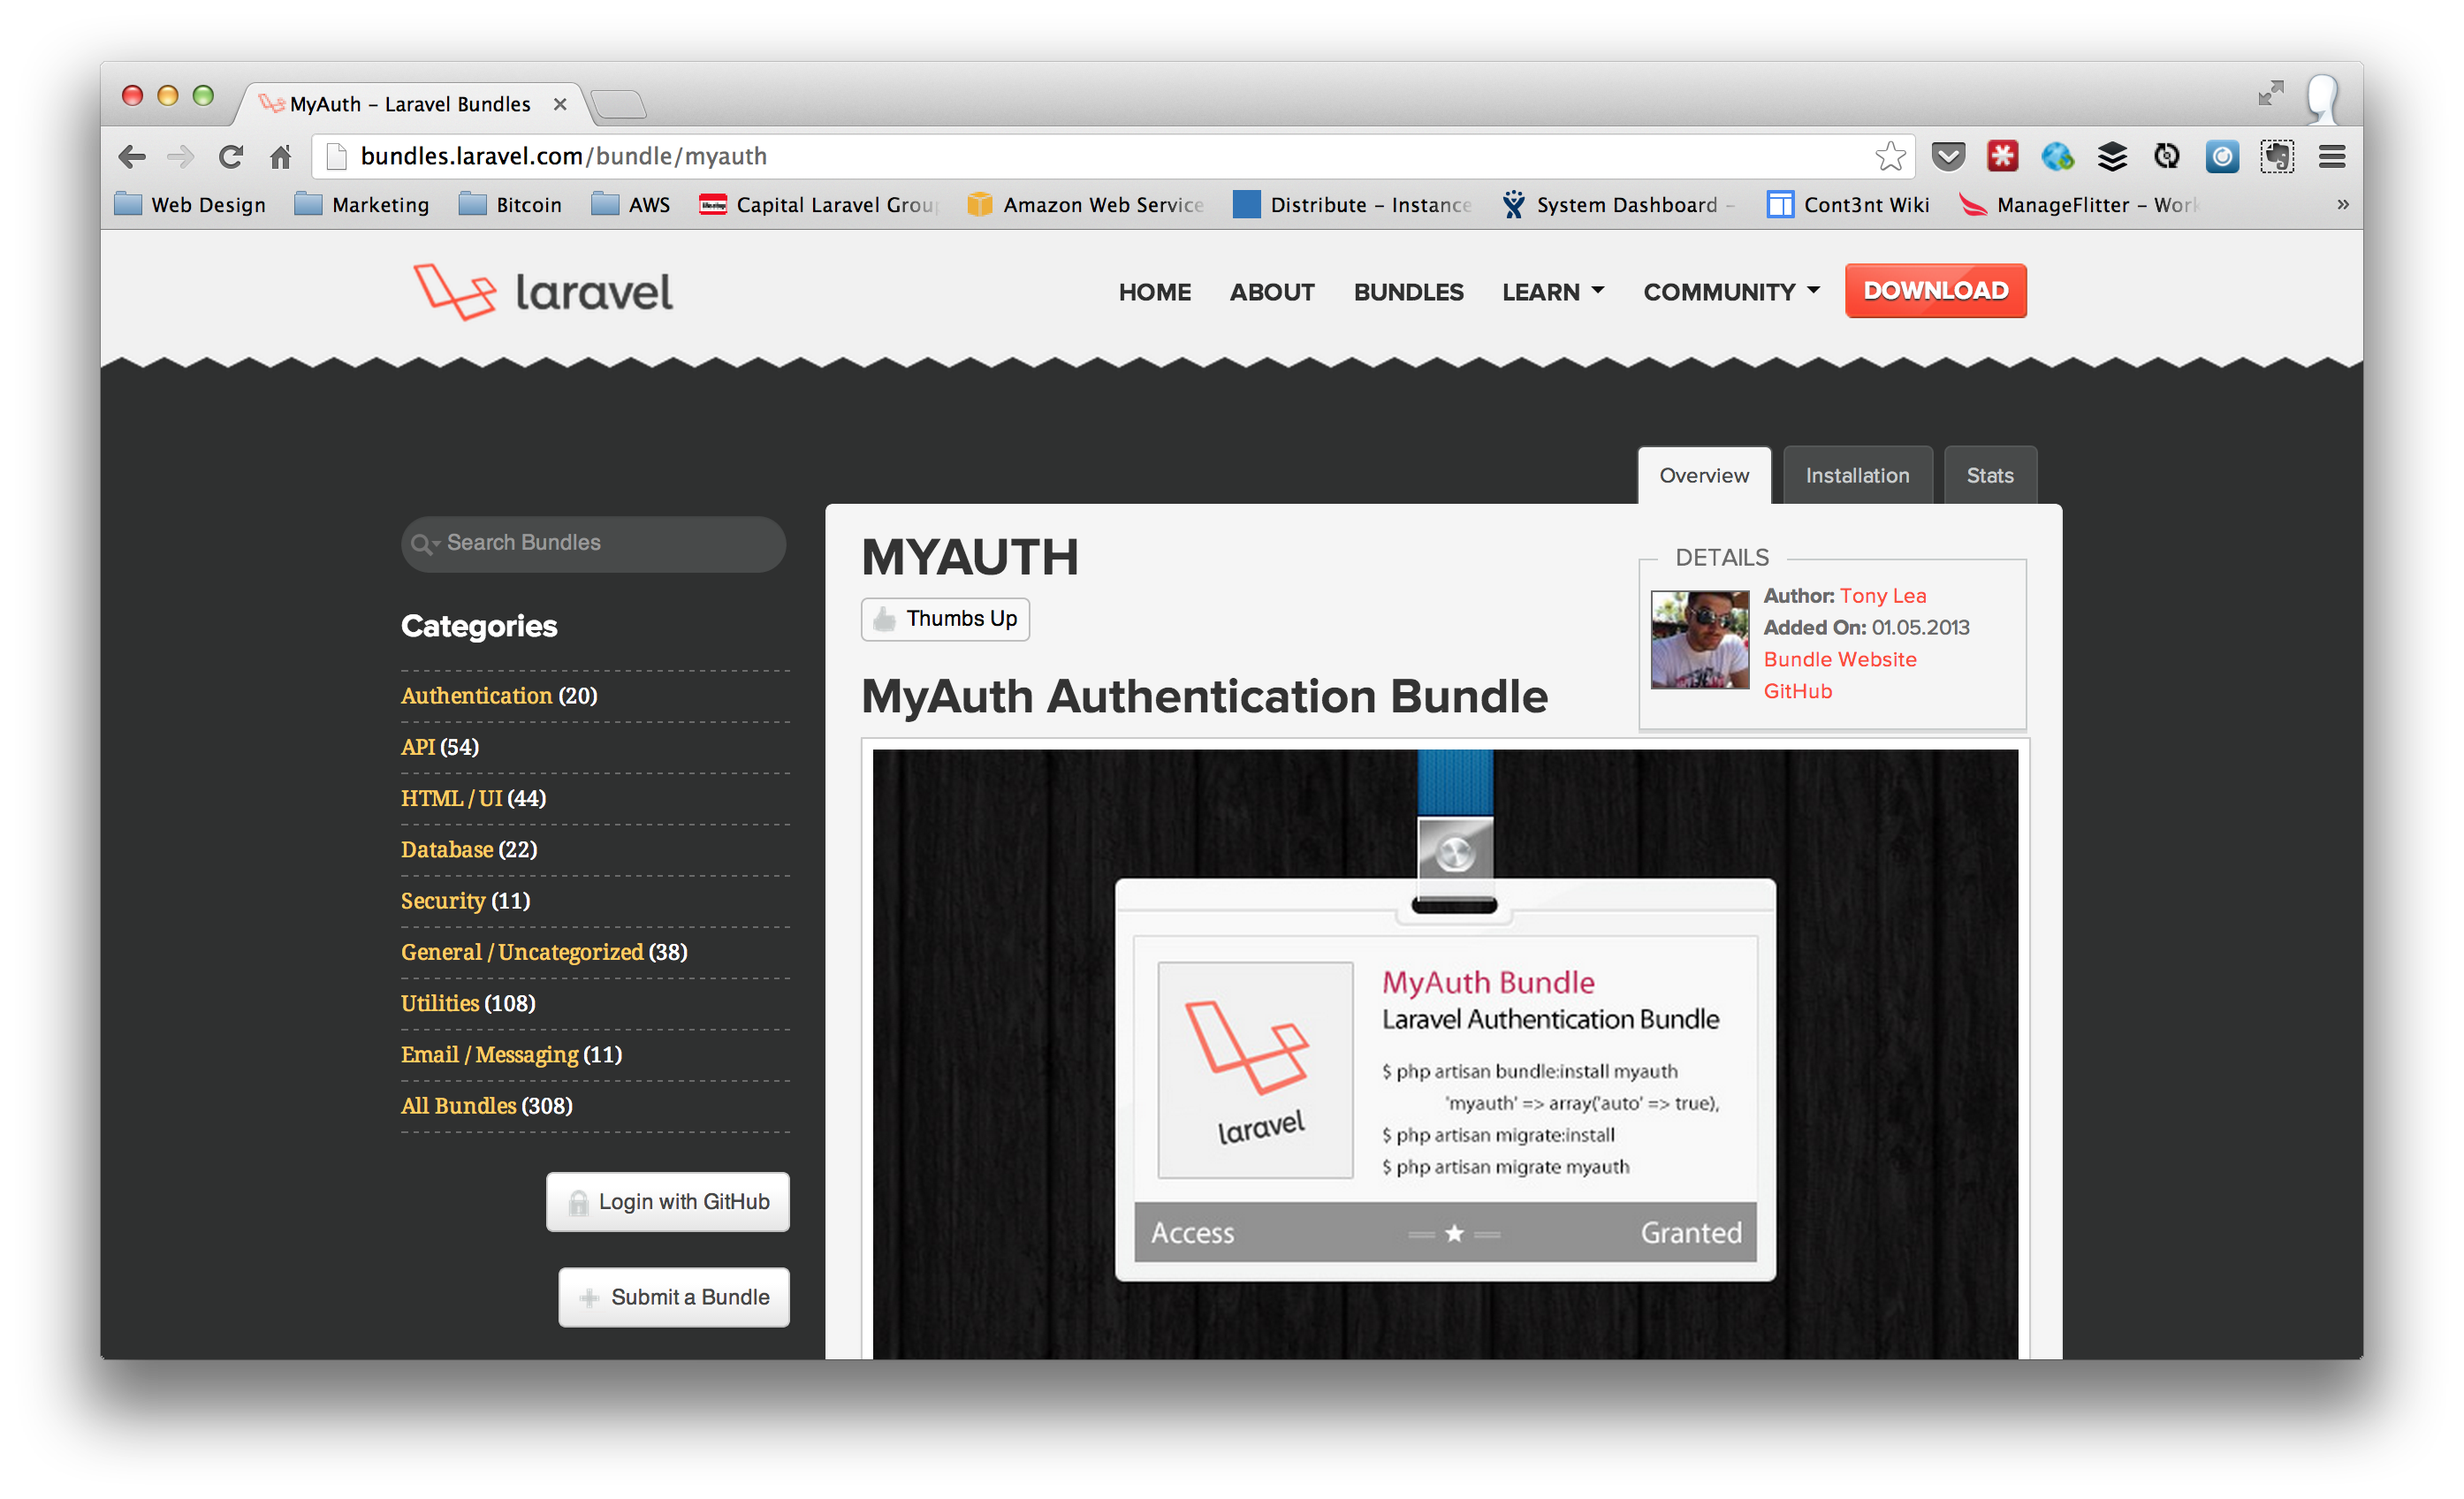 MyAuth – Laravel Bundles
bundles.laravel.com/bundle/myauth
Web Design Marketing Bitcoin AWS Capital Laravel Grou Amazon Web Service Distribute – Instance System Dashboard – Cont3nt Wiki ManageFlitter – Work »
laravel
HOME ABOUT BUNDLES LEARN COMMUNITY DOWNLOAD
Overview Installation Stats
Search Bundles
Categories
Authentication (20)
API (54)
HTML / UI (44)
Database (22)
Security (11)
General / Uncategorized (38)
Utilities (108)
Email / Messaging (11)
All Bundles (308)
Login with GitHub
Submit a Bundle
MYAUTH
Thumbs Up
DETAILS
Author: Tony Lea
Added On: 01.05.2013
Bundle Website
GitHub
MyAuth Authentication Bundle
laravel
MyAuth Bundle
Laravel Authentication Bundle
$ php artisan bundle:install myauth
'myauth' => array('auto' => true),
$ php artisan migrate:install
$ php artisan migrate myauth
Access Granted